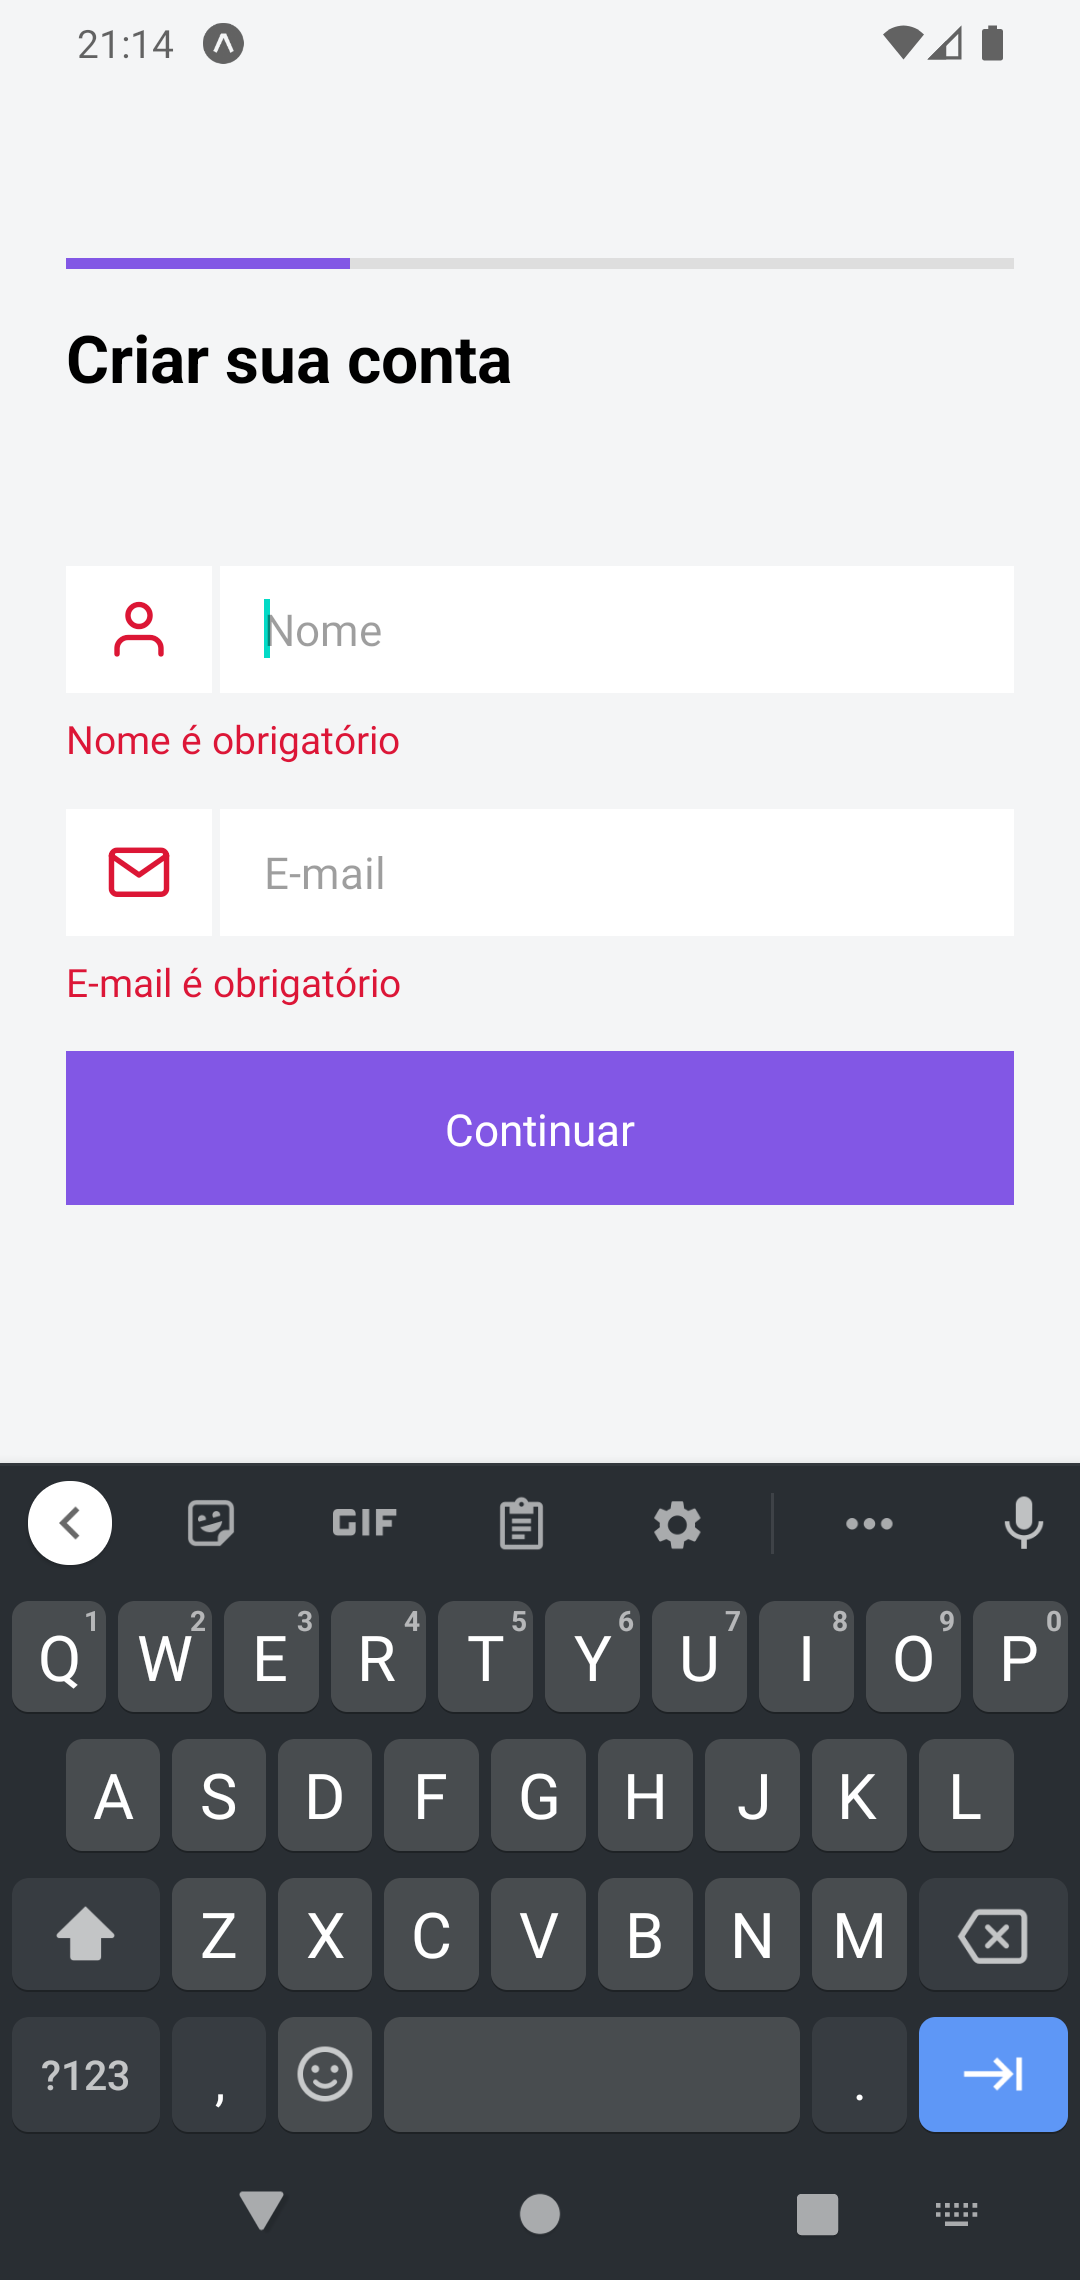 21:14
Criar sua conta
Nome
Nome é obrigatório
E-mail
E-mail é obrigatório
Continuar
GIF
1 2 3 4 5 6 7 8 9 0
Q W E R T Y U I O P
A S D F G H J K L
Z X C V B N M
?123 , .